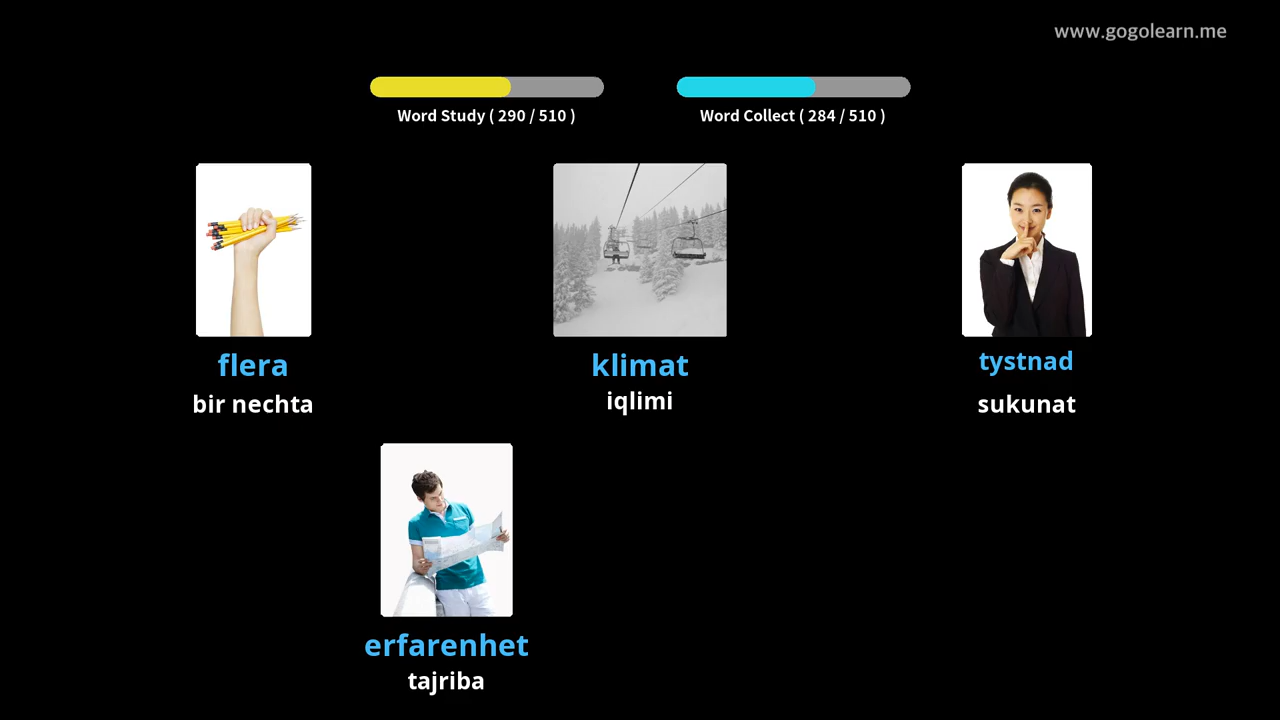 www.gogolearn.me
Word Study ( 290 / 510 )
Word Collect ( 284 / 510 )
flera
bir nechta
klimat
iqlimi
tystnad
sukunat
erfarenhet
tajriba